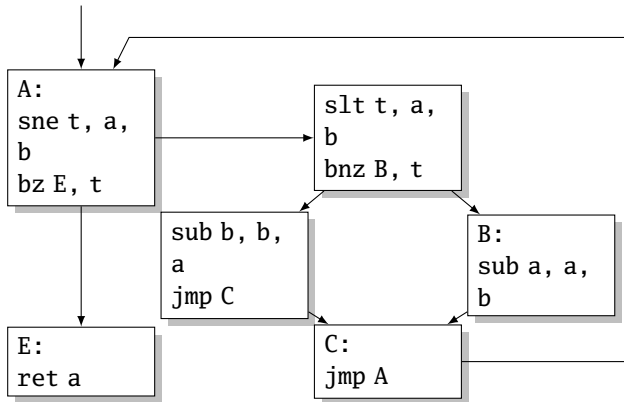 A:
sne t, a,
b
bz E, t
slt t, a,
b
bnz B, t
sub b, b,
a
jmp C
B:
sub a, a,
b
E:
ret a
C:
jmp A